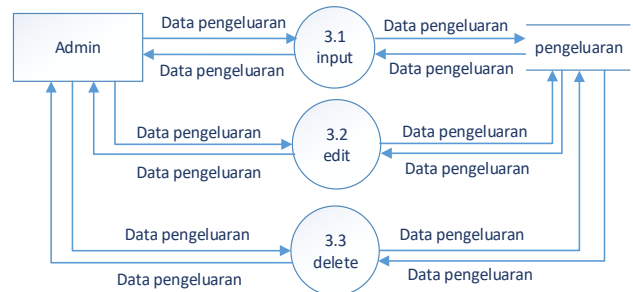 Data pengeluaran
Data pengeluaran
Admin
3.1
input
pengeluaran
Data pengeluaran
Data pengeluaran
Data pengeluaran
3.2
edit
Data pengeluaran
Data pengeluaran
Data pengeluaran
Data pengeluaran
3.3
delete
Data pengeluaran
Data pengeluaran
Data pengeluaran